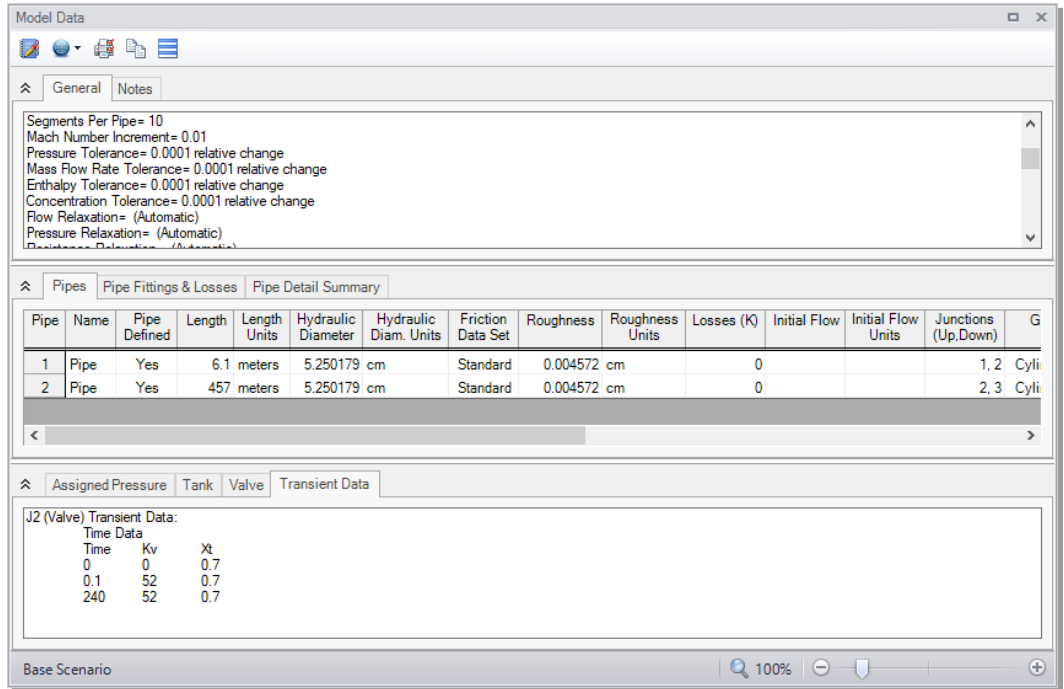 Model Data
General Notes
Segments Per Pipe= 10
Mach Number Increment= 0.01
Pressure Tolerance= 0.0001 relative change
Mass Flow Rate Tolerance= 0.0001 relative change
Enthalpy Tolerance= 0.0001 relative change
Concentration Tolerance= 0.0001 relative change
Flow Relaxation= (Automatic)
Pressure Relaxation= (Automatic)
Resistance Relaxation= (Automatic)
Pipes Pipe Fittings & Losses Pipe Detail Summary
Pipe Name Pipe Defined Length Length Units Hydraulic Diameter Hydraulic Diam. Units Friction Data Set Roughness Roughness Units Losses (K) Initial Flow Initial Flow Units Junctions (Up,Down) G
1 Pipe Yes 6.1 meters 5.250179 cm Standard 0.004572 cm 0 1, 2 Cyli
2 Pipe Yes 457 meters 5.250179 cm Standard 0.004572 cm 0 2, 3 Cyli
Assigned Pressure Tank Valve Transient Data
J2 (Valve) Transient Data:
Time Data
Time Kv Xt
0 0 0.7
0.1 52 0.7
240 52 0.7
Base Scenario 100%